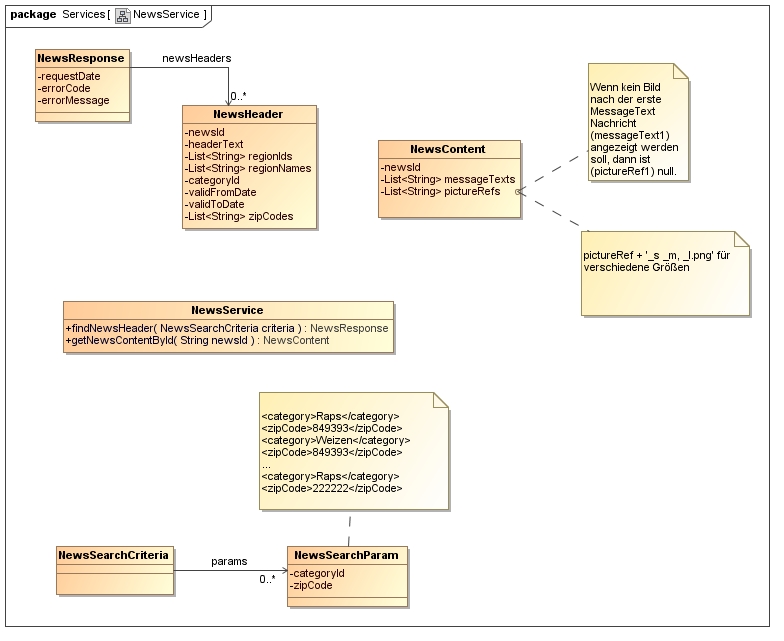 package Services[ NewsService ]
NewsResponse
-requestDate
-errorCode
-errorMessage
newsHeaders
0..*
NewsHeader
-newsId
-headerText
-List<String> regionIds
-List<String> regionNames
-categoryId
-validFromDate
-validToDate
-List<String> zipCodes
NewsContent
-newsId
-List<String> messageTexts
-List<String> pictureRefs
Wenn kein Bild
nach der erste
MessageText
Nachricht
(messageText1)
angezeigt werden
soll, dann ist
(pictureRef1) null.
pictureRef + '_s _m, _l.png' für
verschiedene Größen
NewsService
+findNewsHeader( NewsSearchCriteria criteria ) : NewsResponse
+getNewsContentById( String newsId ) : NewsContent
<category>Raps</category>
<zipCode>849393</zipCode>
<category>Weizen</category>
<zipCode>849393</zipCode>
...
<category>Raps</category>
<zipCode>222222</zipCode>
NewsSearchCriteria
params
0..*
NewsSearchParam
-categoryId
-zipCode